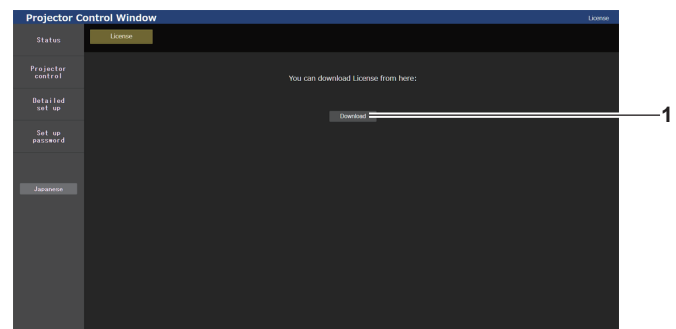 Projector Control Window
License
Status
License
Projector
control
You can download License from here:
Detailed
set up
Download
1
Set up
password
Japanese